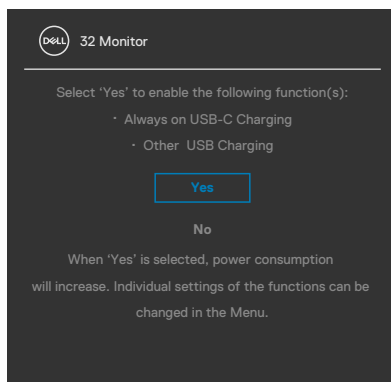 DELL 32 Monitor
Select ‘Yes’ to enable the following function(s):
· Always on USB-C Charging
· Other USB Charging
Yes
No
When ‘Yes’ is selected, power consumption
will increase. Individual settings of the functions can be
changed in the Menu.